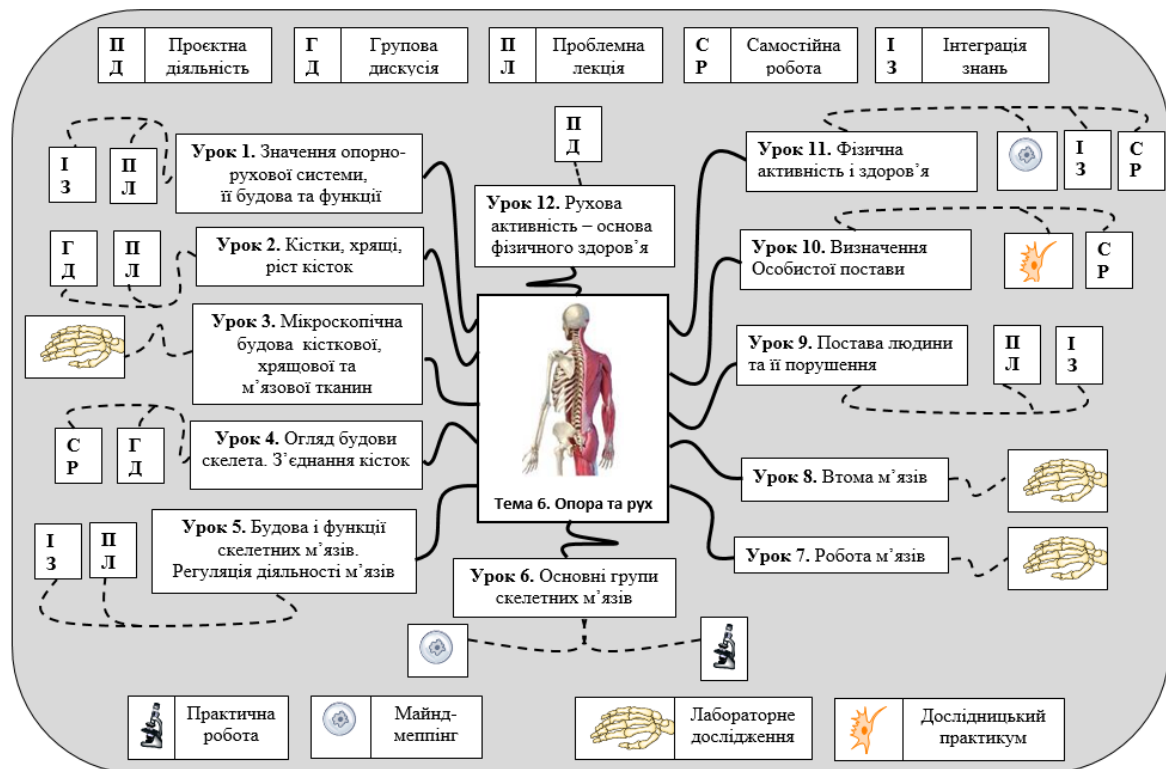 П
Д
Проєктна
діяльність
Г
Д
Групова
дискусія
П
Л
Проблемна
лекція
С
Р
Самостійна
робота
І
З
Інтеграція
знань
І
З
П
Л
Урок 1. Значення опорно-
рухової системи,
її будова та функції
Г
Д
П
Л
Урок 2. Кістки, хрящі,
ріст кісток
Урок 3. Мікроскопічна
будова кісткової,
хрящової та
м’язової тканин
С
Р
Г
Д
Урок 4. Огляд будови
скелета. З’єднання кісток
І
З
П
Л
Урок 5. Будова і функції
скелетних м’язів.
Регуляція діяльності м’язів
П
Д
Урок 12. Рухова
активність – основа
фізичного здоров’я
Тема 6. Опора та рух
Урок 6. Основні групи
скелетних м’язів
Урок 11. Фізична
активність і здоров’я
І
З
С
Р
Урок 10. Визначення
Особистої постави
С
Р
Урок 9. Постава людини
та її порушення
П
Л
І
З
Урок 8. Втома м’язів
Урок 7. Робота м’язів
Практична
робота
Майнд-
меппінг
Лабораторне
дослідження
Дослідницький
практикум